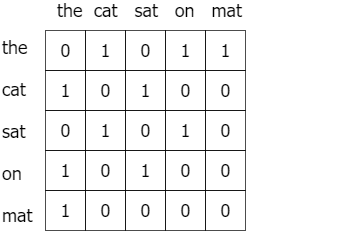 the cat sat on mat
the 0 1 0 1 1
cat 1 0 1 0 0
sat 0 1 0 1 0
on 1 0 1 0 0
mat 1 0 0 0 0